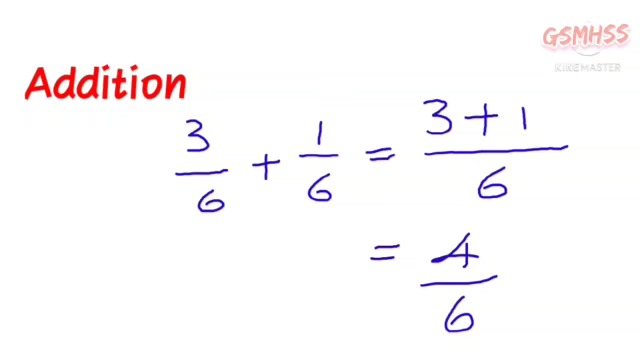 GSMHSS
KINEMASTER
Addition
3/6 + 1/6 = 3+1/6
= 4/6